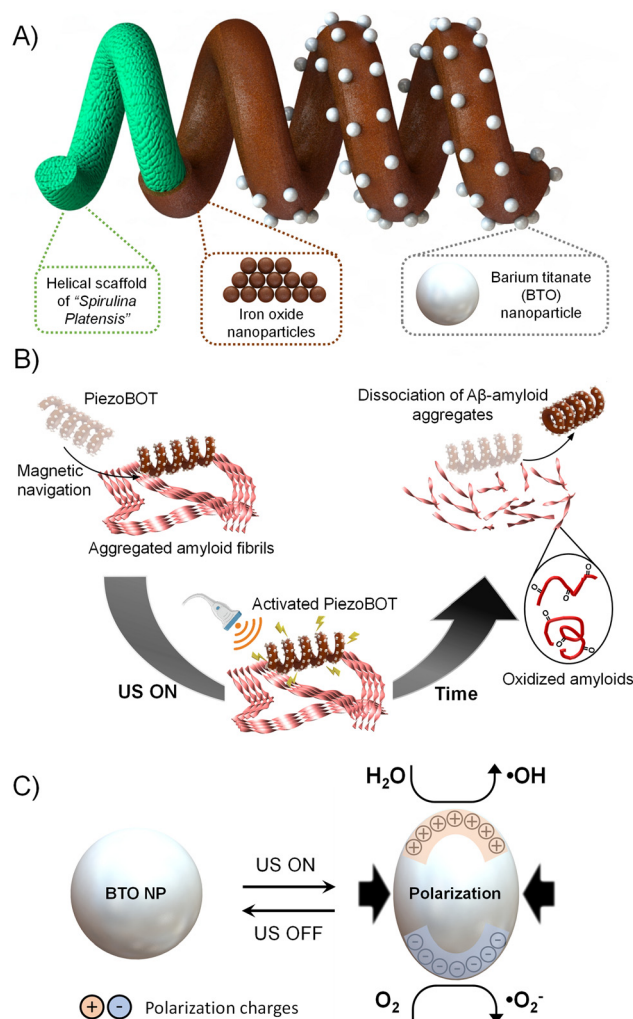 A)
Helical scaffold
of "Spirulina
Platensis"
Iron oxide
nanoparticles
Barium titanate
(BTO)
nanoparticle
B)
PiezoBOT
Magnetic
navigation
Aggregated amyloid fibrils
Dissociation of Aβ-amyloid
aggregates
US ON
Activated PiezoBOT
Time
O
O
O
O
O
O
Oxidized amyloids
C)
H₂O
•OH
BTO NP
US ON
US OFF
+ + + + + + +
Polarization
- - - - - - -
+ - Polarization charges
O₂
•O₂⁻